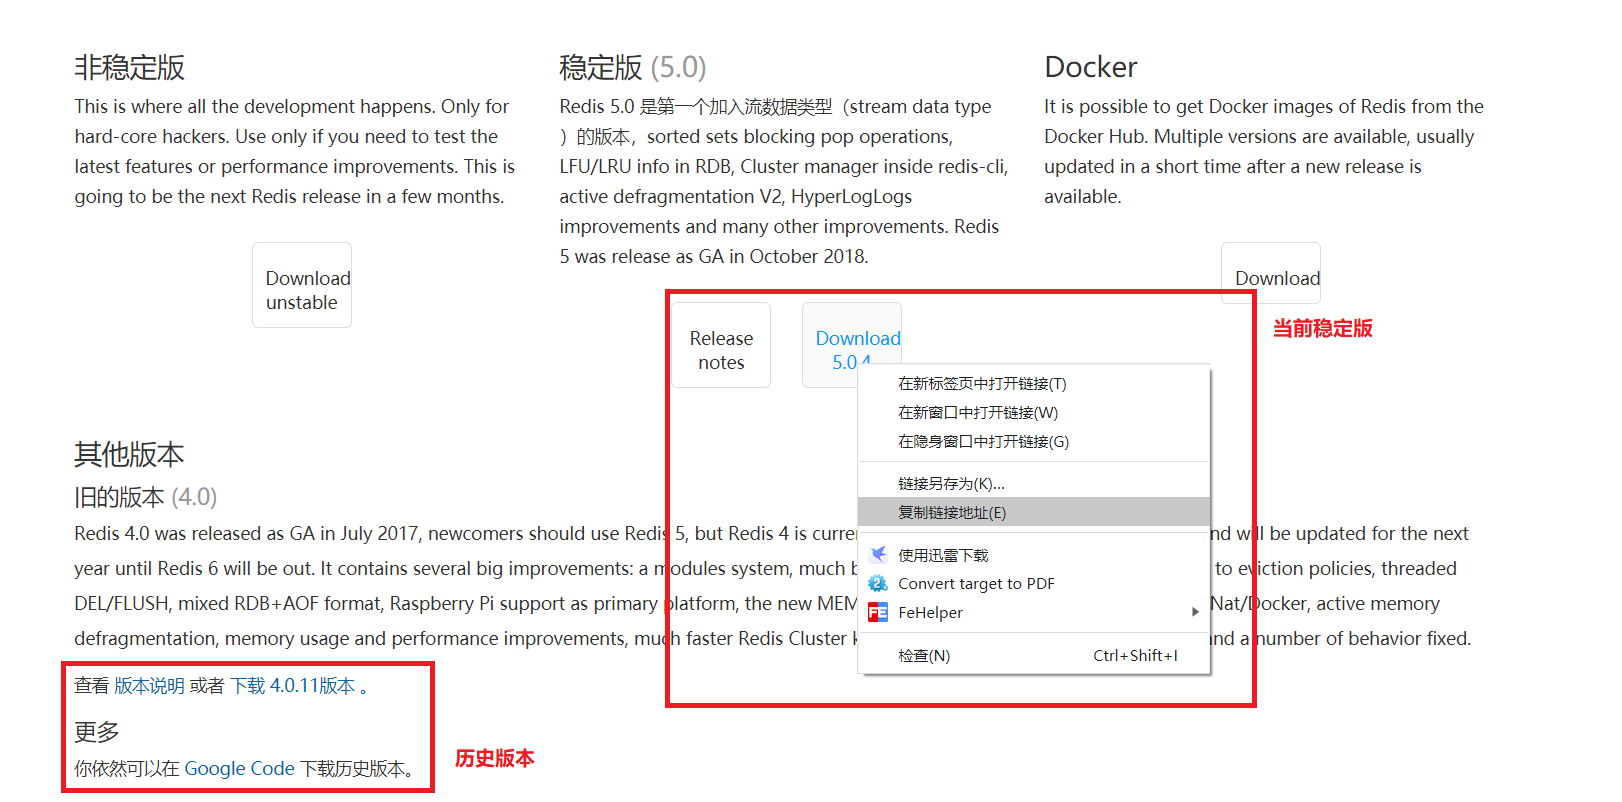 非稳定版
This is where all the development happens. Only for
hard-core hackers. Use only if you need to test the
latest features or performance improvements. This is
going to be the next Redis release in a few months.
Download
unstable
稳定版 (5.0)
Redis 5.0 是第一个加入流数据类型（stream data type
）的版本，sorted sets blocking pop operations,
LFU/LRU info in RDB, Cluster manager inside redis-cli,
active defragmentation V2, HyperLogLogs
improvements and many other improvements. Redis
5 was release as GA in October 2018.
Release
notes
Download
5.0.4
Docker
It is possible to get Docker images of Redis from the
Docker Hub. Multiple versions are available, usually
updated in a short time after a new release is
available.
Download
当前稳定版
在新标签页中打开链接(T)
在新窗口中打开链接(W)
在隐身窗口中打开链接(G)
链接另存为(K)...
复制链接地址(E)
使用迅雷下载
Convert target to PDF
FeHelper
检查(N) Ctrl+Shift+I
其他版本
旧的版本 (4.0)
Redis 4.0 was released as GA in July 2017, newcomers should use Redis 5, but Redis 4 is will be updated for the next
year until Redis 6 will be out. It contains several big improvements: a modules system, much to eviction policies, threaded
DEL/FLUSH, mixed RDB+AOF format, Raspberry Pi support as primary platform, the new Nat/Docker, active memory
defragmentation, memory usage and performance improvements, much faster Redis Cluster and a number of behavior fixed.
查看 版本说明 或者 下载 4.0.11版本 。
更多
你依然可以在 Google Code 下载历史版本。
历史版本